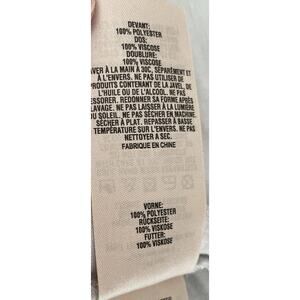 DEVANT:
100% POLYESTER
DOS:
100% VISCOSE
DOUBLURE:
100% VISCOSE
VER À LA MAIN À 30C, SÉPARÉMENT ET
À L'ENVERS. NE PAS UTILISER DE
PRODUITS CONTENANT DE LA JAVEL, DE
L'HUILE OU DE L'ALCOOL. NE PAS
ESSORER. REDONNER SA FORME APRÈS
LAVAGE. NE PAS LAISSER À LA LUMIÈRE
DU SOLEIL. NE PAS SÉCHER EN MACHINE.
SÉCHER À PLAT. REPASSER À BASSE
TEMPÉRATURE SUR L'ENVERS. NE PAS
NETTOYER À SEC.
FABRIQUÉ EN CHINE
VORNE:
100% POLYESTER
RÜCKSEITE:
100% VISKOSE
FUTTER:
100% VISKOSE